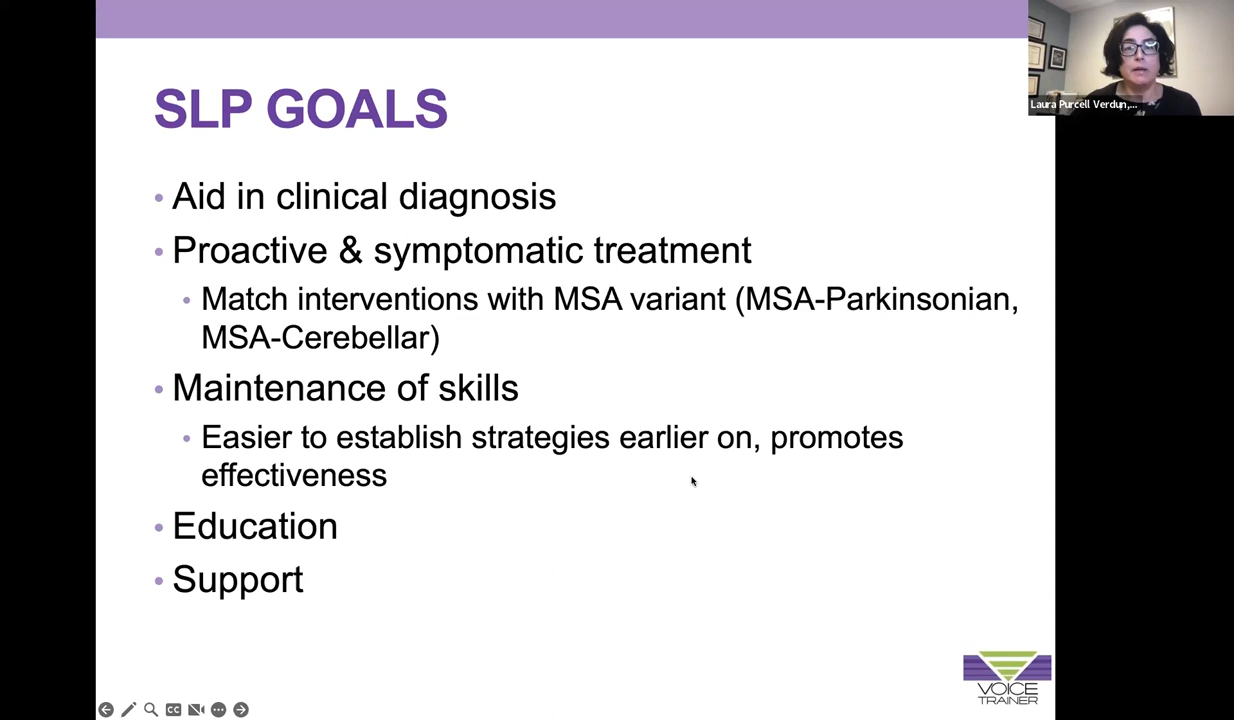 Laura Purcell Verdun,...
SLP GOALS
• Aid in clinical diagnosis
• Proactive & symptomatic treatment
• Match interventions with MSA variant (MSA-Parkinsonian,
MSA-Cerebellar)
• Maintenance of skills
• Easier to establish strategies earlier on, promotes
effectiveness
• Education
• Support
VOICE
TRAINER
CC